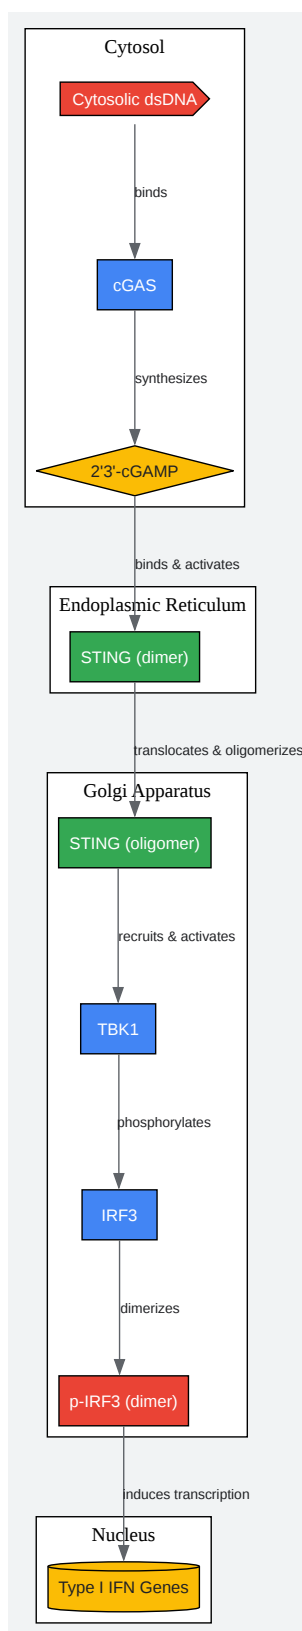 Cytosol
Cytosolic dsDNA
binds
cGAS
synthesizes
2'3'-cGAMP
binds & activates
Endoplasmic Reticulum
STING (dimer)
translocates & oligomerizes
Golgi Apparatus
STING (oligomer)
recruits & activates
TBK1
phosphorylates
IRF3
dimerizes
p-IRF3 (dimer)
induces transcription
Nucleus
Type I IFN Genes